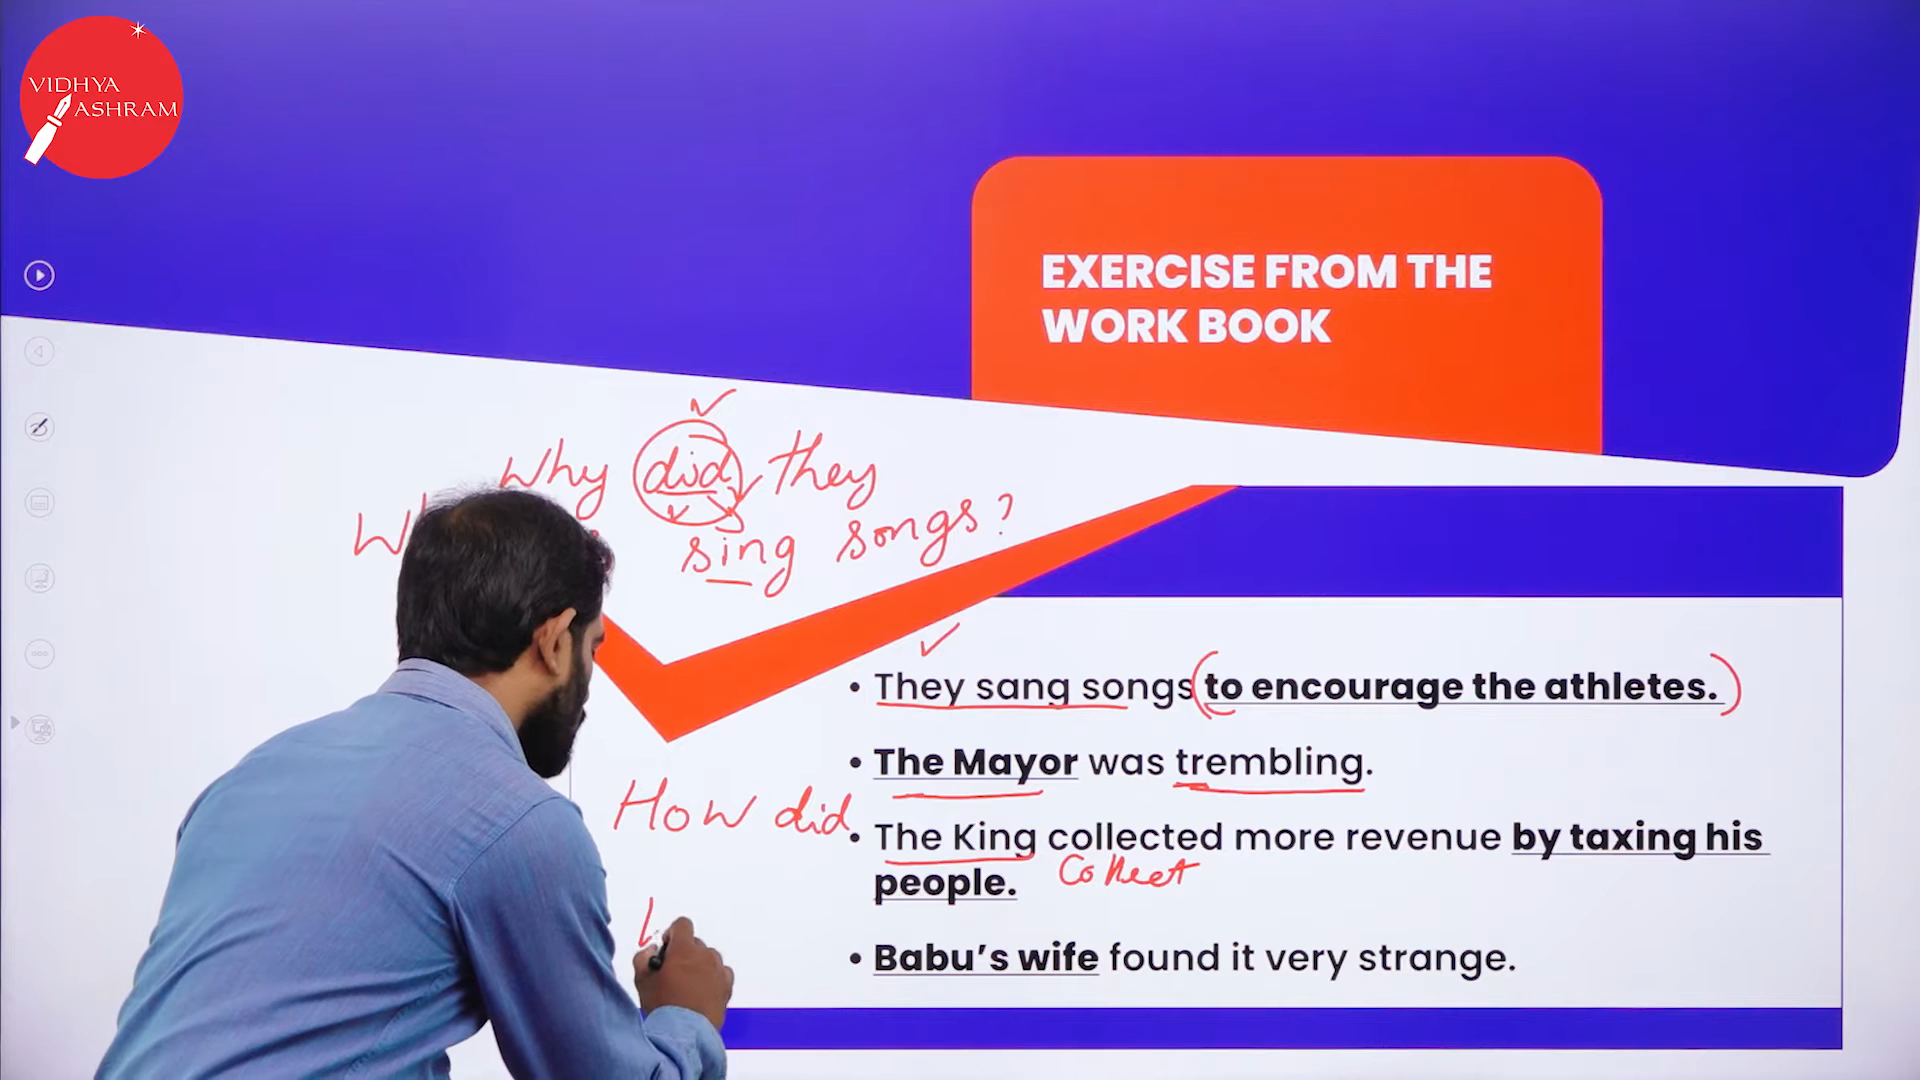 VIDHYA
ASHRAM
EXERCISE FROM THE
WORK BOOK
Why did they
sing songs?
• They sang songs to encourage the athletes.
• The Mayor was trembling.
How did
• The King collected more revenue by taxing his
people.
Collect
• Babu's wife found it very strange.